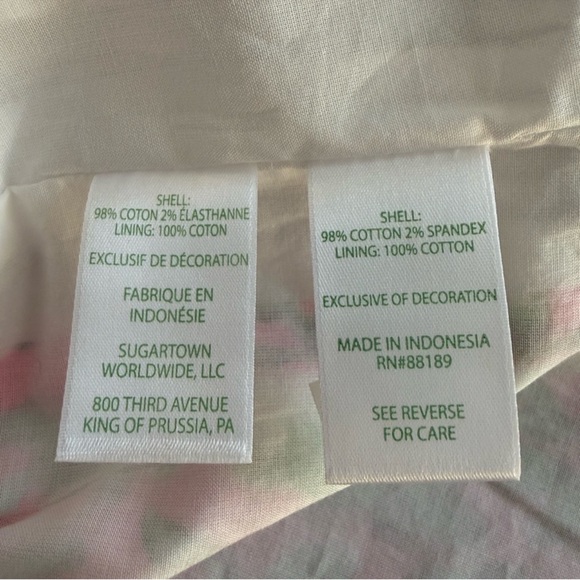 SHELL:
98% COTON 2% ÉLASTHANNE
LINING: 100% COTON
EXCLUSIF DE DÉCORATION
FABRIQUE EN
INDONÉSIE
SUGARTOWN
WORLDWIDE, LLC
800 THIRD AVENUE
KING OF PRUSSIA, PA
SHELL:
98% COTTON 2% SPANDEX
LINING: 100% COTTON
EXCLUSIVE OF DECORATION
MADE IN INDONESIA
RN#88189
SEE REVERSE
FOR CARE